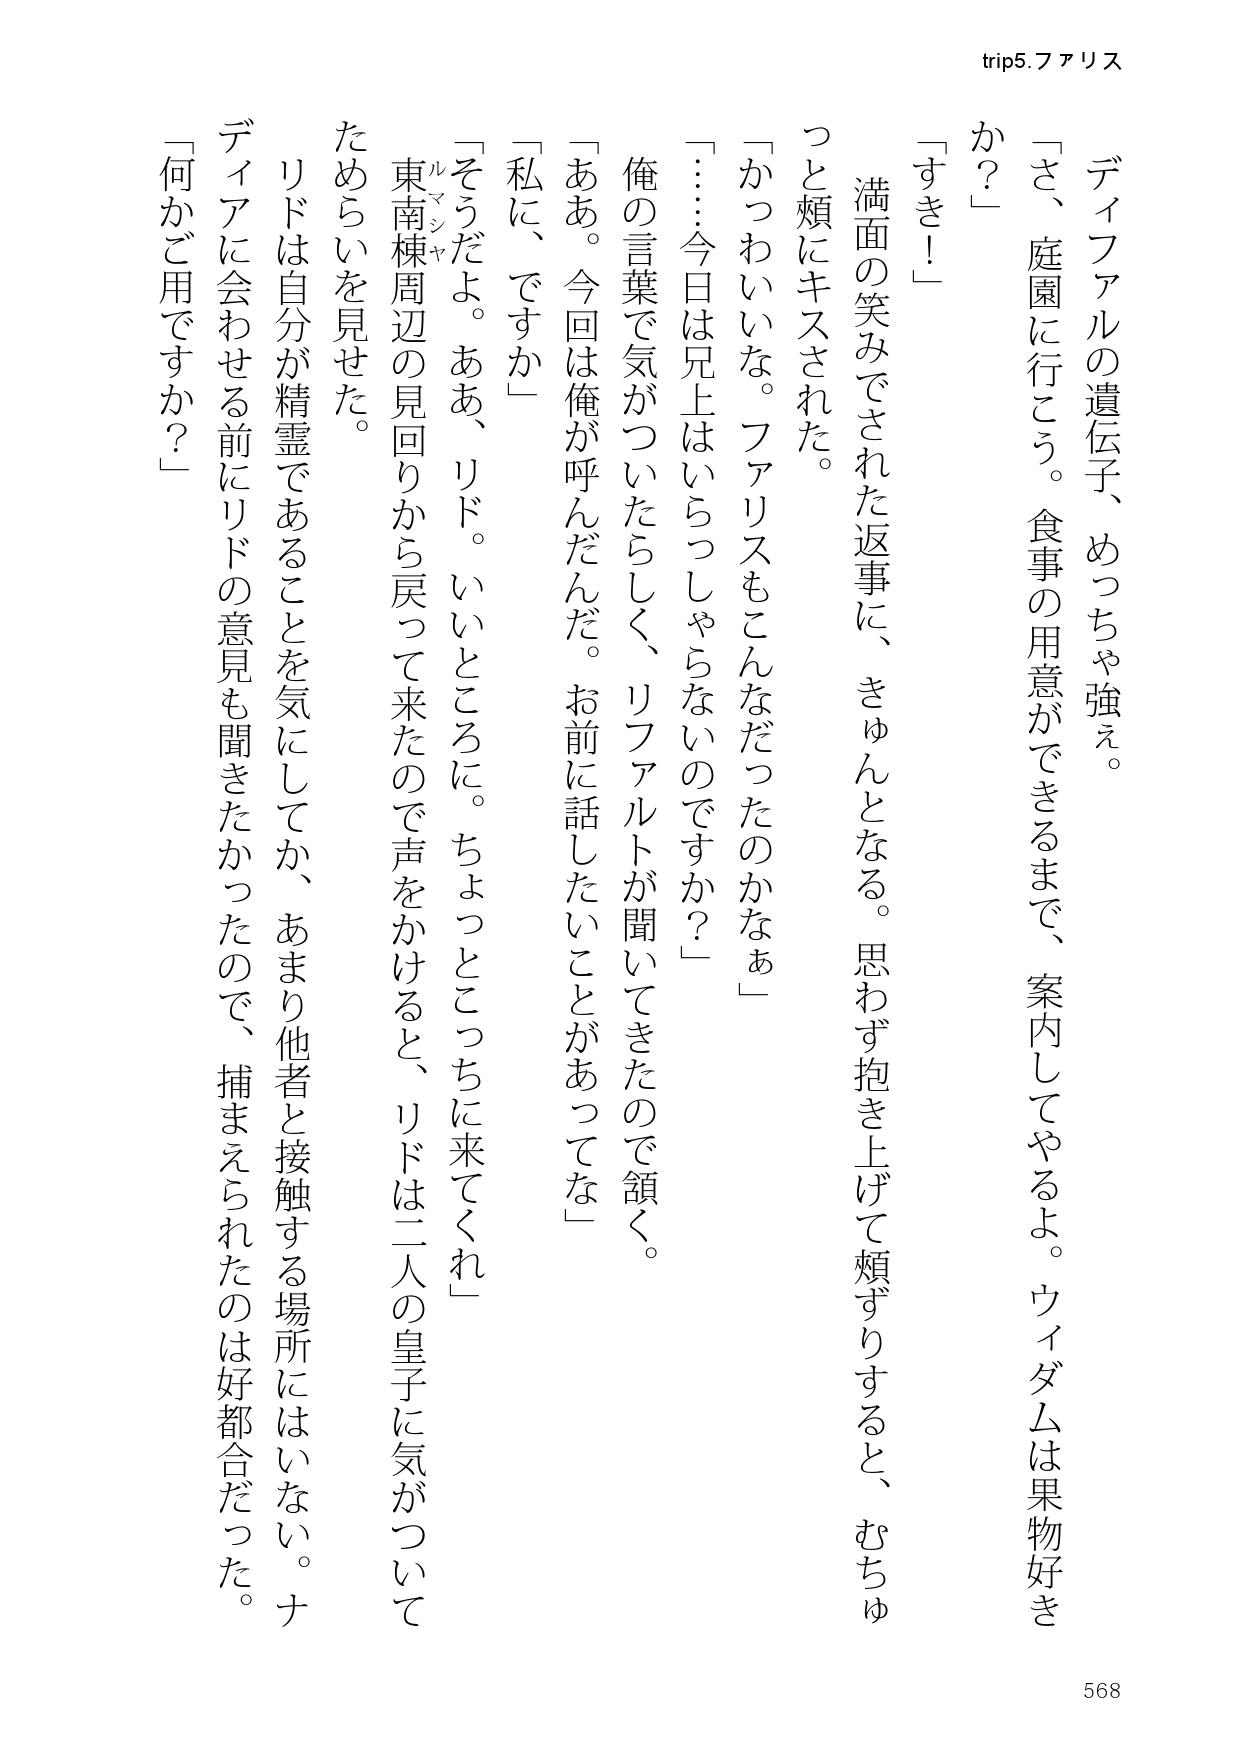 trip5.ファリス
ディファルの遺伝子、めっちゃ強ぇ。
「さ、庭園に行こう。食事の用意ができるまで、案内してやるよ。ウィダムは果物好き
か？」
「すき！」
満面の笑みでされた返事に、きゅんとなる。思わず抱き上げて頬ずりすると、むちゅ
っと頬にキスされた。
「かっわいいな。ファリスもこんなだったのかなぁ」
「……今日は兄上はいらっしゃらないのですか？」
俺の言葉で気がついたらしく、リファルトが聞いてきたので頷く。
「ああ。今回は俺が呼んだんだ。お前に話したいことがあってな」
「私に、ですか」
「そうだよ。ああ、リド。いいところに。ちょっとこっちに来てくれ」
ルマシャ
東南棟周辺の見回りから戻って来たので声をかけると、リドは二人の皇子に気がついて
ためらいを見せた。
リドは自分が精霊であることを気にしてか、あまり他者と接触する場所にはいない。ナ
ディアに会わせる前にリドの意見も聞きたかったので、捕まえられたのは好都合だった。
「何かご用ですか？」
568